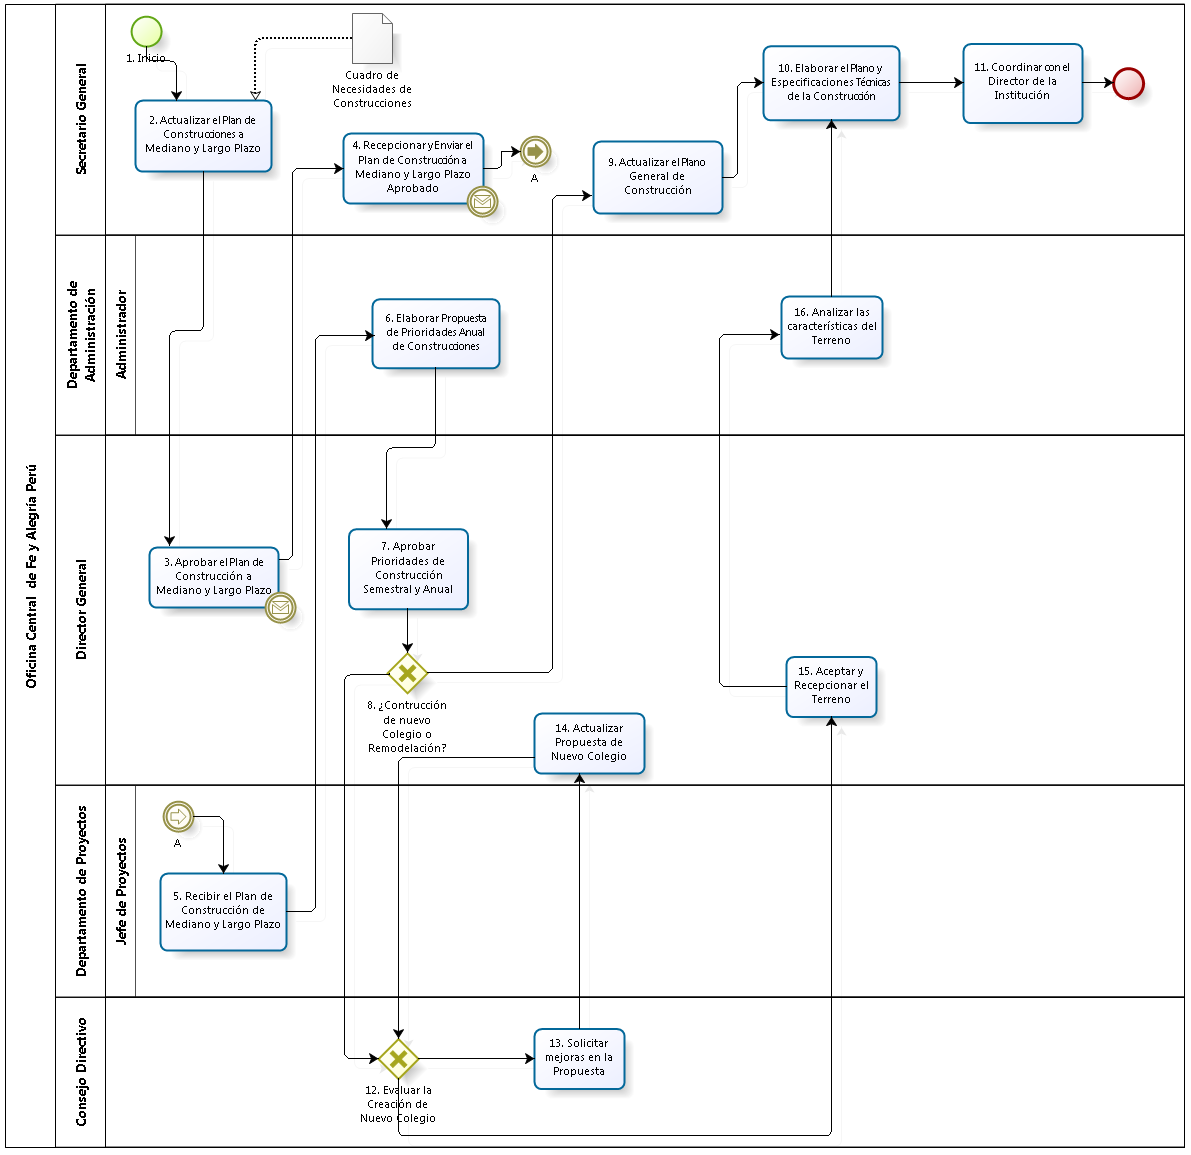 Oficina Central de Fe y Alegría Perú
Secretario General
1. Inicio
Cuadro de
Necesidades de
Construcciones
2. Actualizar el Plan de
Construcciones a
Mediano y Largo Plazo
4. Recepcionar y Enviar el
Plan de Construcción a
Mediano y Largo Plazo
Aprobado
A
9. Actualizar el Plano
General de
Construcción
10. Elaborar el Plano y
Especificaciones Técnicas
de la Construcción
11. Coordinar con el
Director de la
Institución
Departamento de
Administración
Administrador
6. Elaborar Propuesta
de Prioridades Anual
de Construcciones
16. Analizar las
características del
Terreno
Director General
3. Aprobar el Plan de
Construcción a
Mediano y Largo Plazo
7. Aprobar
Prioridades de
Construcción
Semestral y Anual
8. ¿Contrucción
de nuevo
Colegio o
Remodelación?
14. Actualizar
Propuesta de
Nuevo Colegio
15. Aceptar y
Recepcionar el
Terreno
Departamento de Proyectos
Jefe de Proyectos
A
5. Recibir el Plan de
Construcción de
Mediano y Largo Plazo
Consejo Directivo
12. Evaluar la
Creación de
Nuevo Colegio
13. Solicitar
mejoras en la
Propuesta